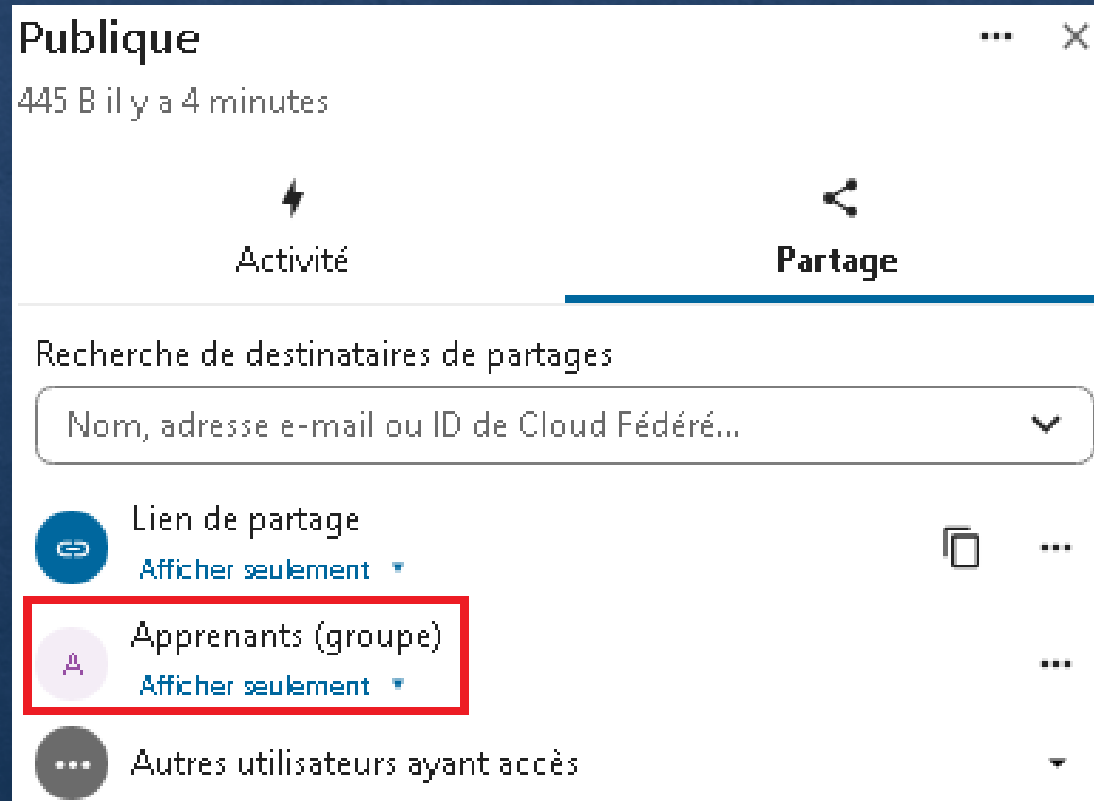 Publique
445 B il y a 4 minutes
Activité
Partage
Recherche de destinataires de partages
Nom, adresse e-mail ou ID de Cloud Fédéré...
Lien de partage
Afficher seulement
A
Apprenants (groupe)
Afficher seulement
Autres utilisateurs ayant accès